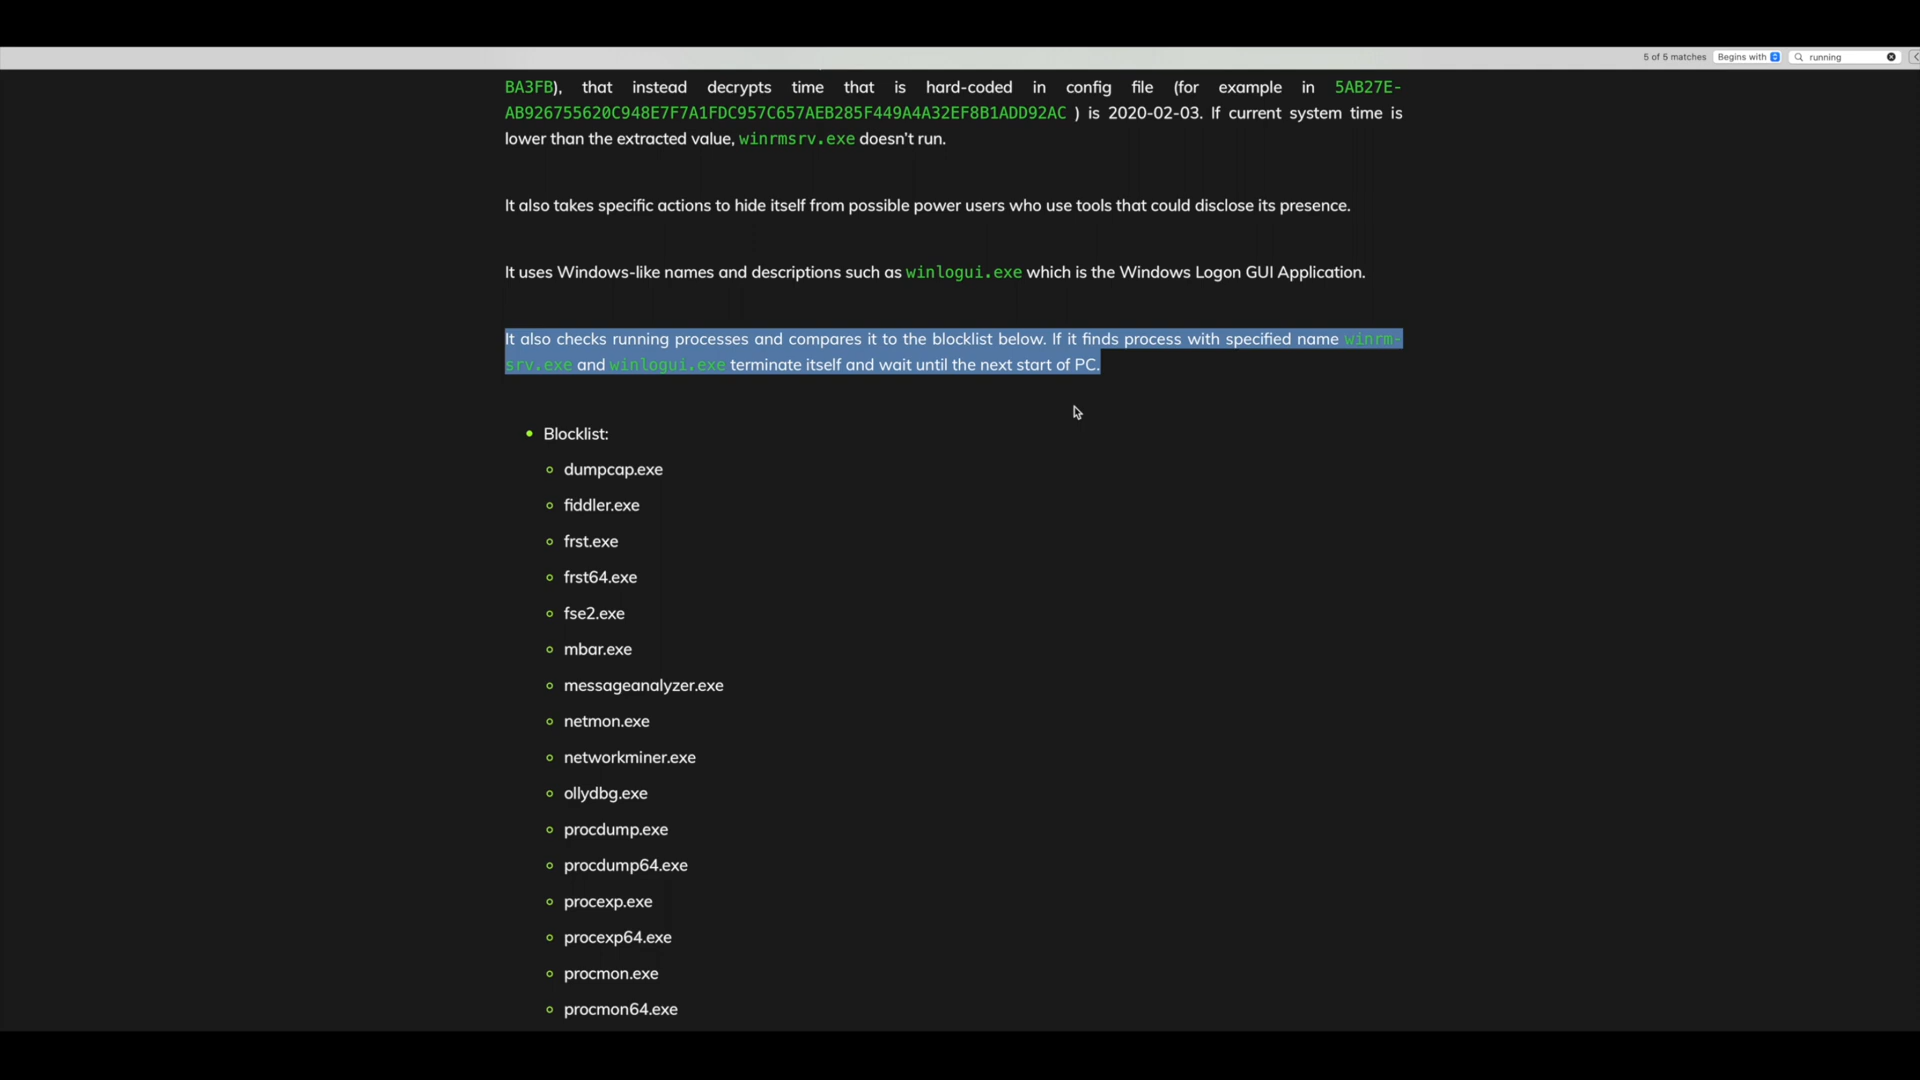 5 of 5 matches Begins with running
BA3FB), that instead decrypts time that is hard-coded in config file (for example in 5AB27E-
AB926755620C948E7F7A1FDC957C657AEB285F449A4A32EF8B1ADD92AC ) is 2020-02-03. If current system time is
lower than the extracted value, winrmsrv.exe doesn't run.
It also takes specific actions to hide itself from possible power users who use tools that could disclose its presence.
It uses Windows-like names and descriptions such as winlogui.exe which is the Windows Logon GUI Application.
It also checks running processes and compares it to the blocklist below. If it finds process with specified name winrm-
srv.exe and winlogui.exe terminate itself and wait until the next start of PC.
Blocklist:
dumpcap.exe
fiddler.exe
frst.exe
frst64.exe
fse2.exe
mbar.exe
messageanalyzer.exe
netmon.exe
networkminer.exe
ollydbg.exe
procdump.exe
procdump64.exe
procexp.exe
procexp64.exe
procmon.exe
procmon64.exe